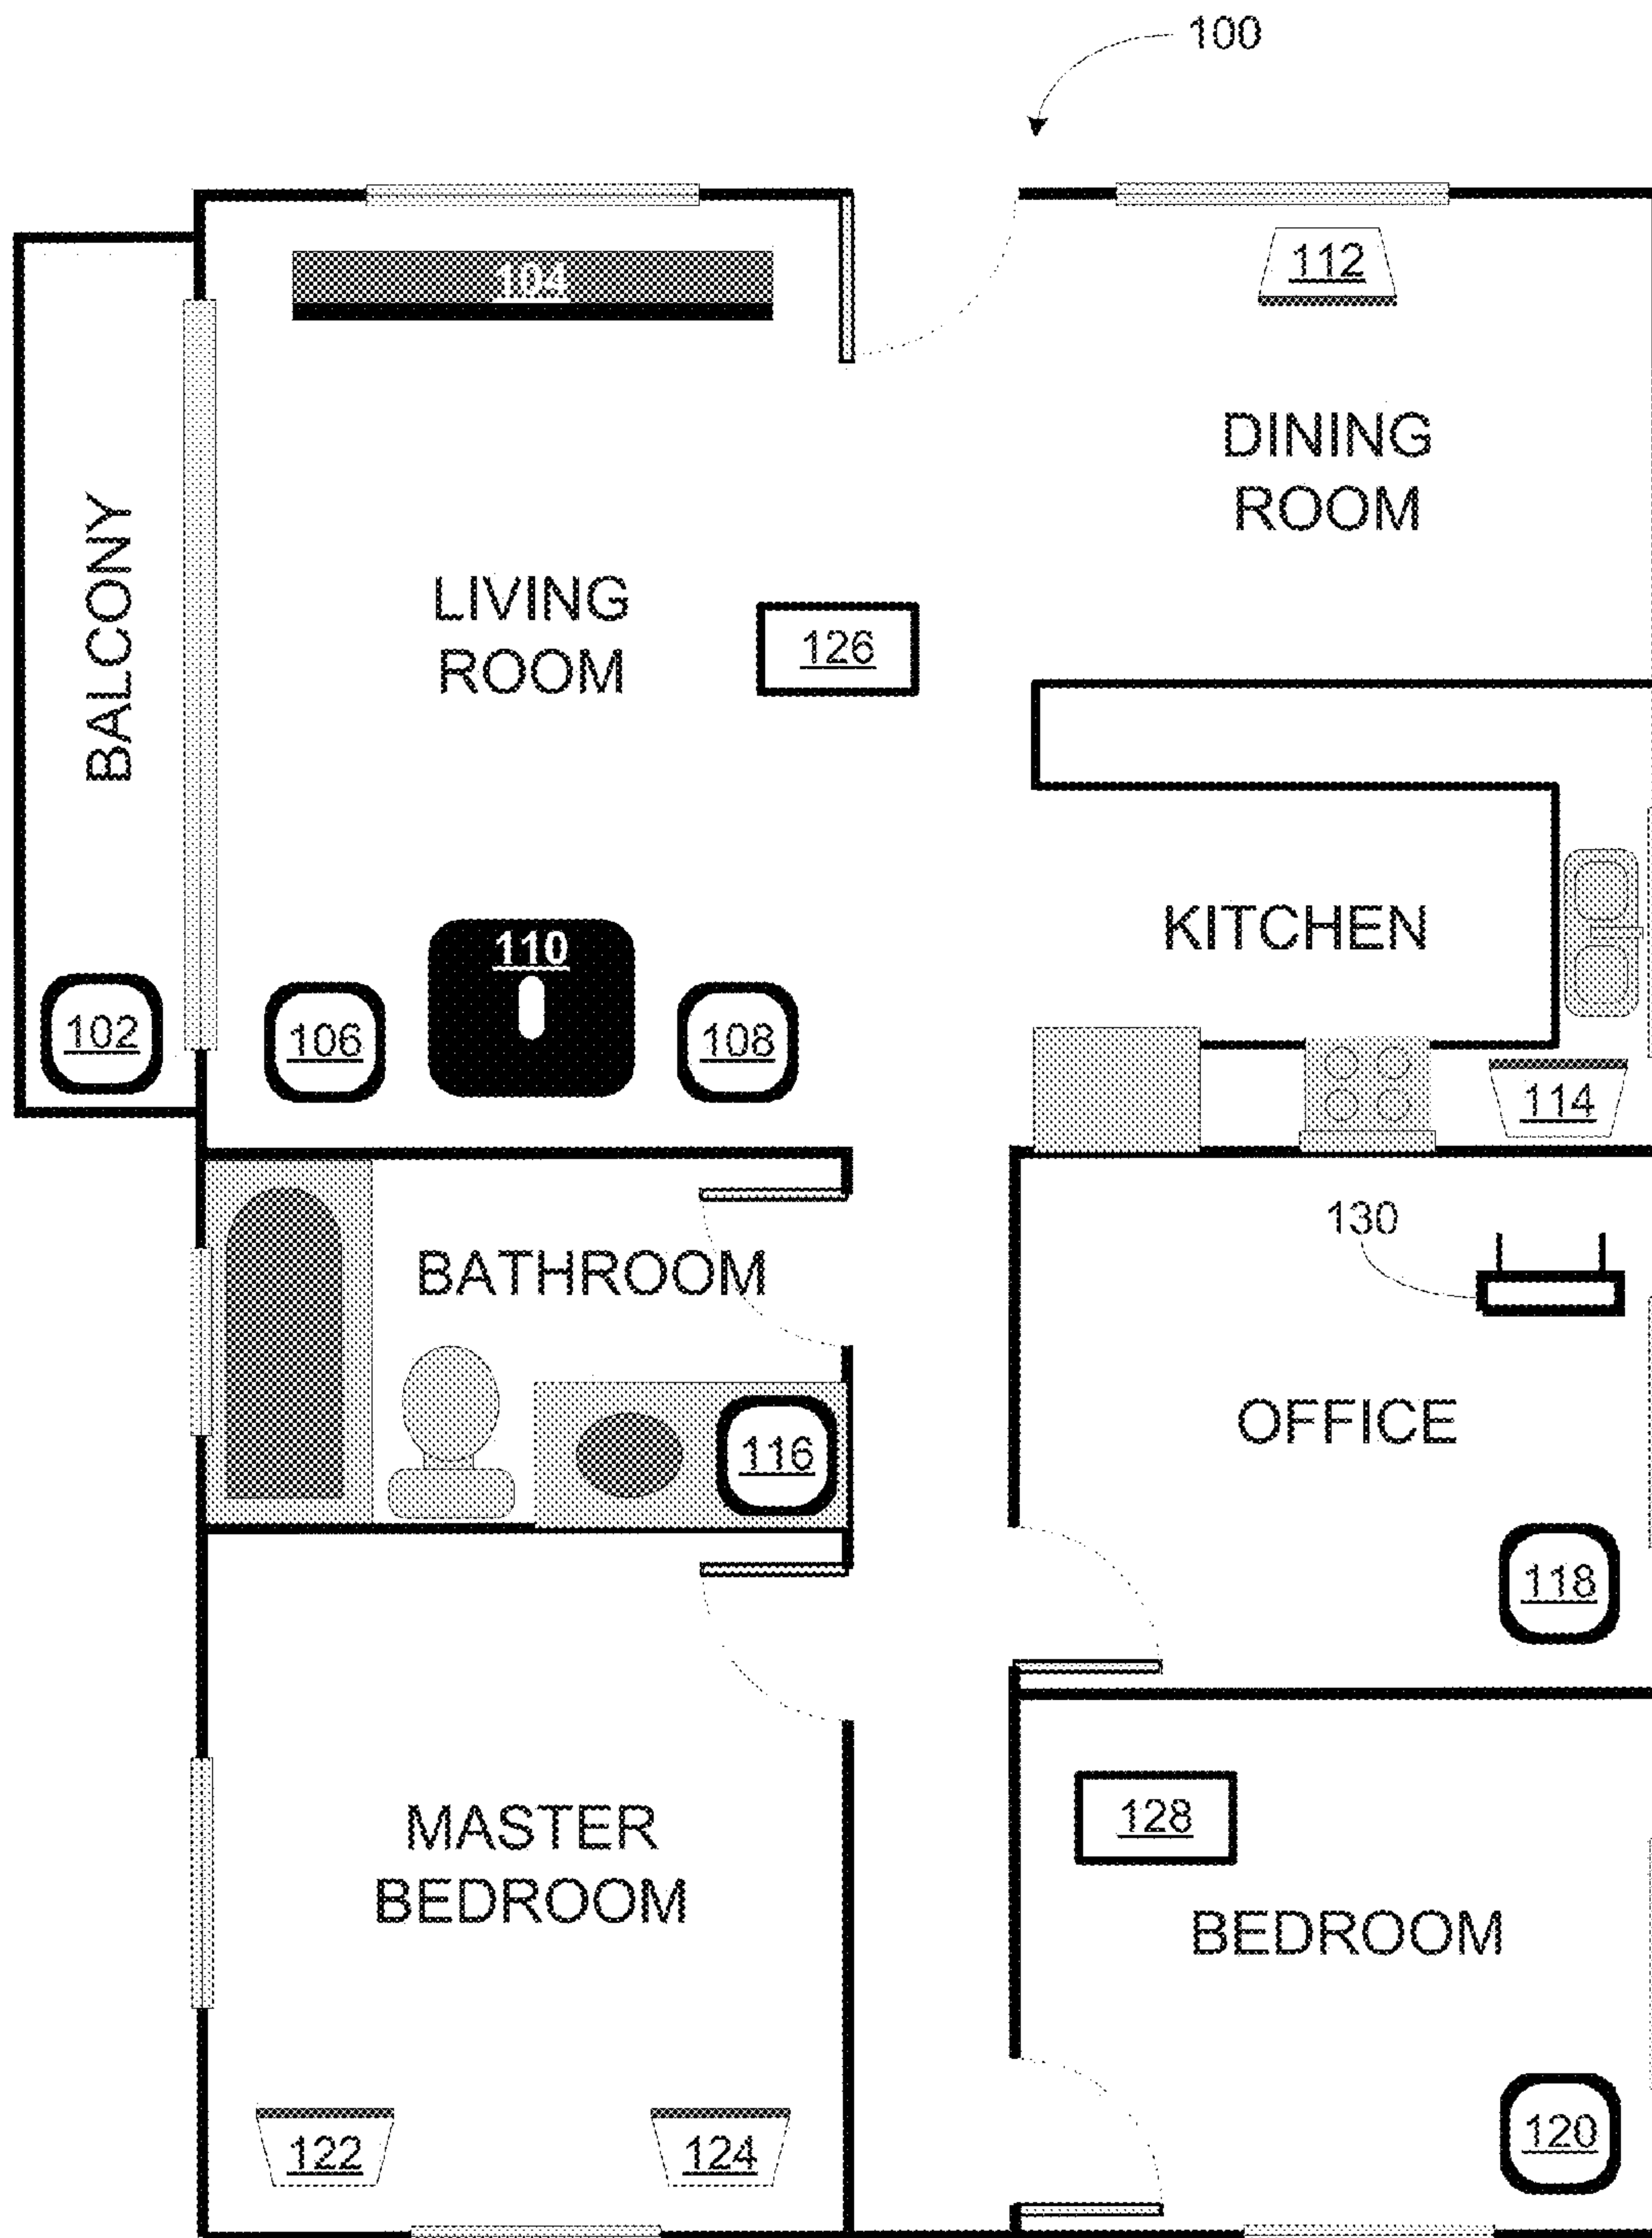 100
104
112
DINING
ROOM
BALCONY
LIVING
ROOM
126
110
KITCHEN
102
106
108
114
130
BATHROOM
OFFICE
116
118
128
MASTER
BEDROOM
BEDROOM
122
124
120